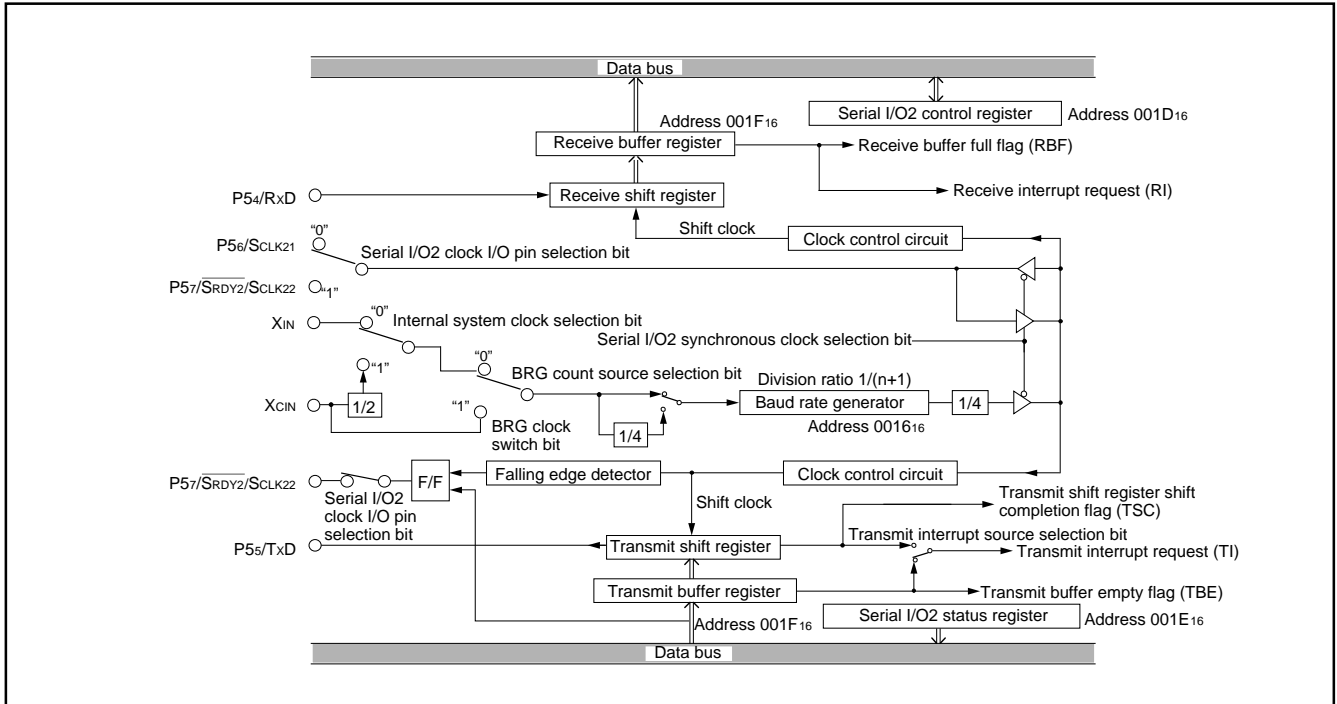 Data bus
Serial I/O2 control register
Address 001D16
Address 001F16
Receive buffer register
Receive buffer full flag (RBF)
P54/RXD
Receive shift register
Receive interrupt request (RI)
Shift clock
Clock control circuit
P56/SCLK21
“0”
Serial I/O2 clock I/O pin selection bit
P57/SRDY2/SCLK22
“1”
XIN
“0”
Internal system clock selection bit
Serial I/O2 synchronous clock selection bit
“1”
“0”
BRG count source selection bit
Division ratio 1/(n+1)
XCIN
1/2
“1”
Baud rate generator
1/4
BRG clock
switch bit
1/4
Address 001616
P57/SRDY2/SCLK22
F/F
Falling edge detector
Clock control circuit
Serial I/O2
clock I/O pin
selection bit
Shift clock
Transmit shift register shift
completion flag (TSC)
Transmit interrupt source selection bit
P55/TXD
Transmit shift register
Transmit interrupt request (TI)
Transmit buffer register
Transmit buffer empty flag (TBE)
Address 001F16
Serial I/O2 status register
Address 001E16
Data bus